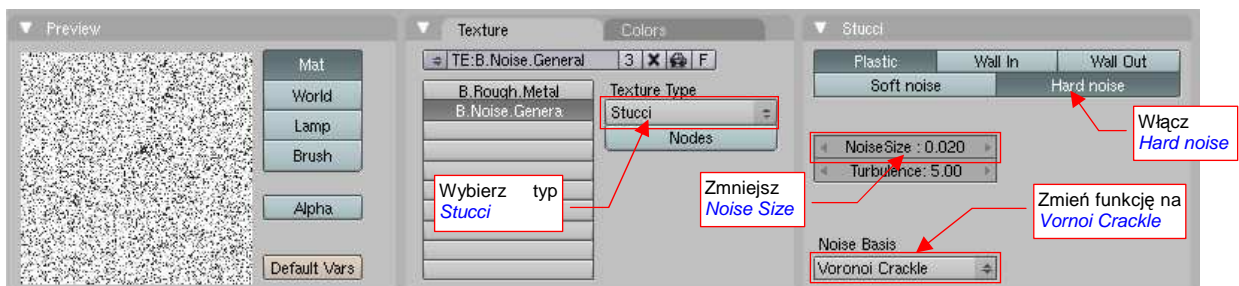 Preview
Mat
World
Lamp
Brush
Alpha
Default Vars
Texture
Colors
TE:B.Noise.General
3
F
B.Rough.Metal
B.Noise.Genera
Texture Type
Stucci
Nodes
Wybierz typ
Stucci
Zmniejsz
Noise Size
Stucci
Plastic
Wall In
Wall Out
Soft noise
Hard noise
NoiseSize : 0.020
Turbulence: 5.00
Włącz
Hard noise
Zmień funkcję na
Vornoi Crackle
Noise Basis
Voronoi Crackle